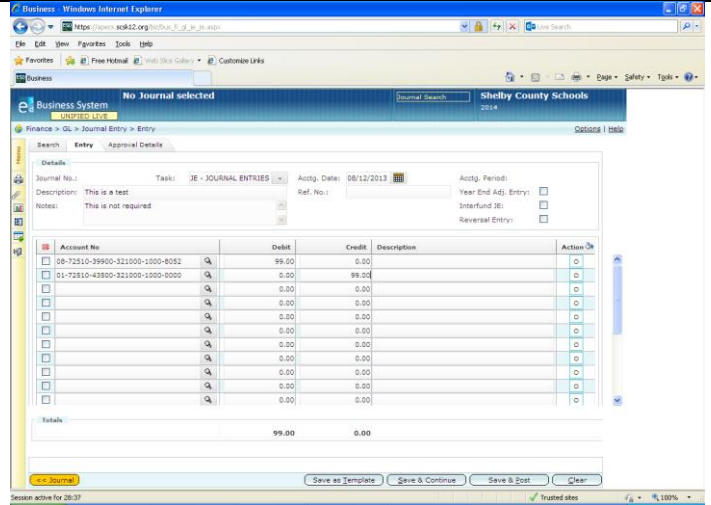 Business - Windows Internet Explorer
https://apecs.scsk12.org/biz/bus_fi_gl_je_je.aspx
Live Search
File Edit View Favorites Tools Help
Favorites Free Hotmail Web Slice Gallery Customize Links
Business
Page Safety Tools
No Journal selected Journal Search Shelby County Schools
Business System 2014
UNIFIED LIVE
Finance > GL > Journal Entry > Entry Options | Help
Menu
Search Entry Approval Details
Details
Journal No.: Task: JE - JOURNAL ENTRIES Acctg. Date: 08/12/2013 Acctg. Period:
Description: This is a test Ref. No.: Year End Adj. Entry:
Notes: This is not required Interfund JE:
Reversal Entry:
Account No Debit Credit Description Action
08-72510-39900-321000-1000-8052 99.00 0.00
01-72510-43500-321000-1000-0000 0.00 99.00
0.00 0.00
0.00 0.00
0.00 0.00
0.00 0.00
0.00 0.00
0.00 0.00
0.00 0.00
0.00 0.00
0.00 0.00
Totals
99.00 0.00
<< Journal Save as Template Save & Continue Save & Post Clear
Session active for 28:37 Trusted sites 100%